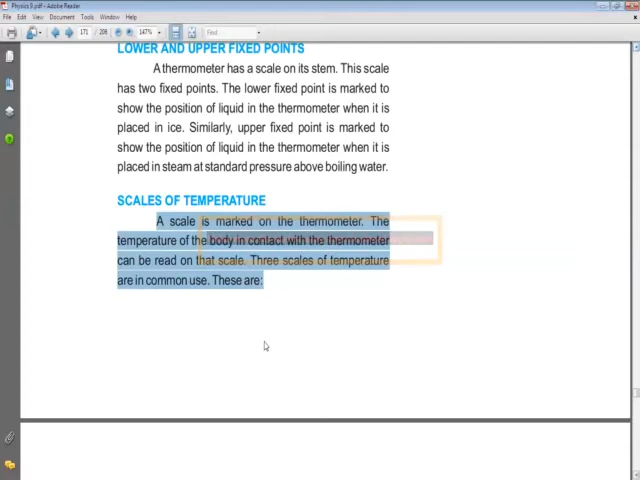 Physics 9.pdf - Adobe Reader
File Edit View Document Tools Window Help
171 / 208 147% Find
LOWER AND UPPER FIXED POINTS
A thermometer has a scale on its stem. This scale
has two fixed points. The lower fixed point is marked to
show the position of liquid in the thermometer when it is
placed in ice. Similarly, upper fixed point is marked to
show the position of liquid in the thermometer when it is
placed in steam at standard pressure above boiling water.
SCALES OF TEMPERATURE
A scale is marked on the thermometer. The
temperature of the body in contact with the thermometer
can be read on that scale. Three scales of temperature
are in common use. These are: